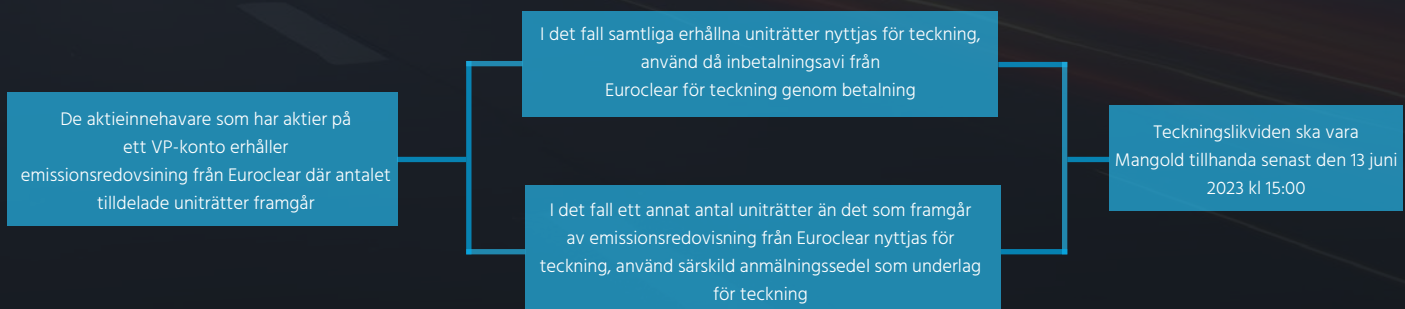 De aktieinnehavare som har aktier på
ett VP-konto erhåller
emissionsredovsining från Euroclear där antalet
tilldelade uniträtter framgår
I det fall samtliga erhållna uniträtter nyttjas för teckning,
använd då inbetalningsavi från
Euroclear för teckning genom betalning
I det fall ett annat antal uniträtter än det som framgår
av emissionsredovisning från Euroclear nyttjas för
teckning, använd särskild anmälningssedel som underlag
för teckning
Teckningslikviden ska vara
Mangold tillhanda senast den 13 juni
2023 kl 15:00